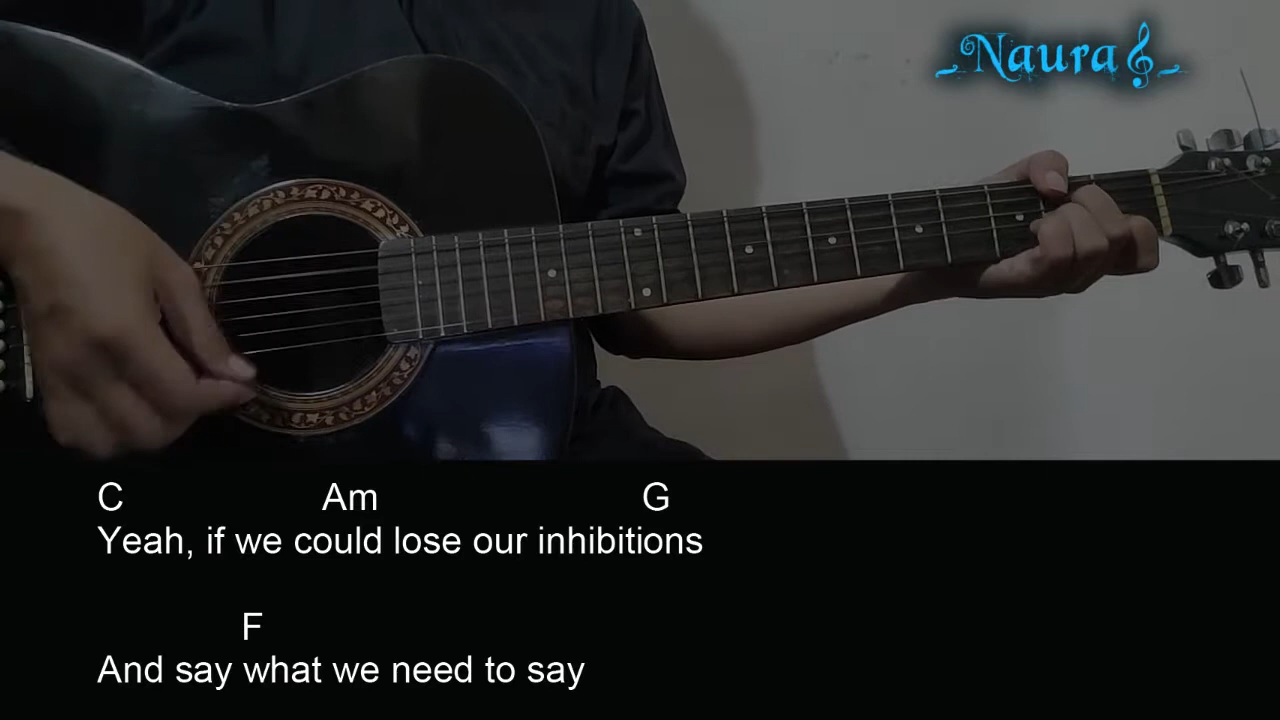 Naura
C Am G
Yeah, if we could lose our inhibitions
F
And say what we need to say